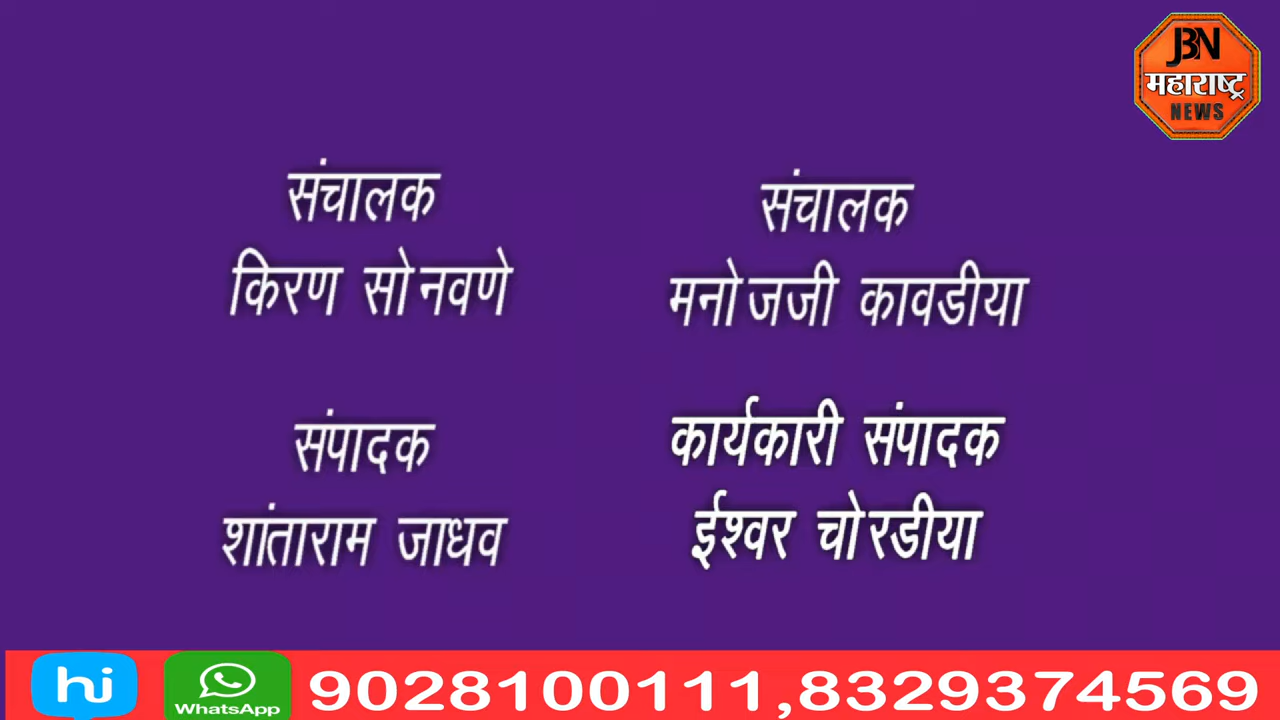 JBN
महाराष्ट्र
NEWS
संचालक
किरण सोनवणे
संचालक
मनोजजी कावडीया
संपादक
शांताराम जाधव
कार्यकारी संपादक
ईश्वर चोरडीया
hi
WhatsApp
9028100111,8329374569